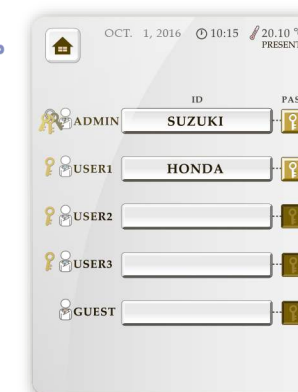 OCT. 1, 2016 10:15 20.10 °
PRESENT
ID PAS
ADMIN SUZUKI
USER1 HONDA
USER2
USER3
GUEST